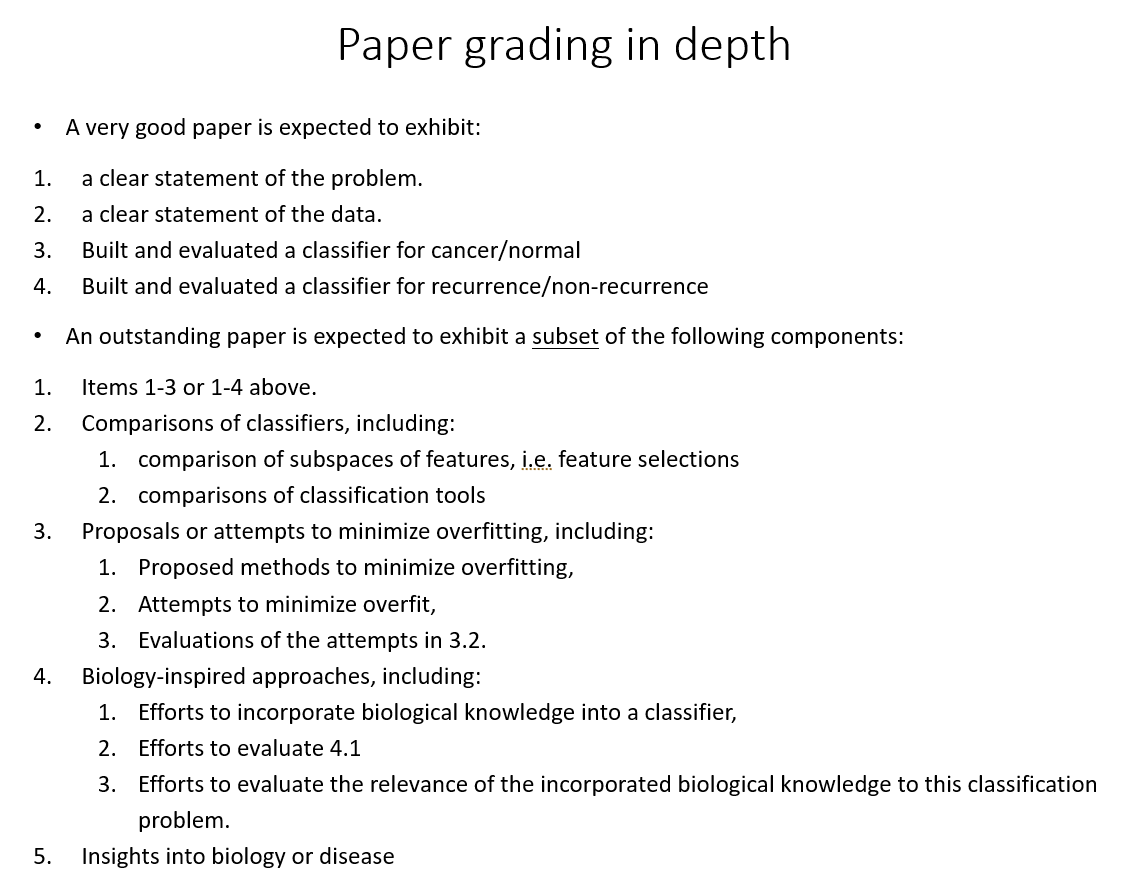 Paper grading in depth
• A very good paper is expected to exhibit:
1. a clear statement of the problem.
2. a clear statement of the data.
3. Built and evaluated a classifier for cancer/normal
4. Built and evaluated a classifier for recurrence/non-recurrence
• An outstanding paper is expected to exhibit a subset of the following components:
1. Items 1-3 or 1-4 above.
2. Comparisons of classifiers, including:
1. comparison of subspaces of features, i.e. feature selections
2. comparisons of classification tools
3. Proposals or attempts to minimize overfitting, including:
1. Proposed methods to minimize overfitting,
2. Attempts to minimize overfit,
3. Evaluations of the attempts in 3.2.
4. Biology-inspired approaches, including:
1. Efforts to incorporate biological knowledge into a classifier,
2. Efforts to evaluate 4.1
3. Efforts to evaluate the relevance of the incorporated biological knowledge to this classification
problem.
5. Insights into biology or disease